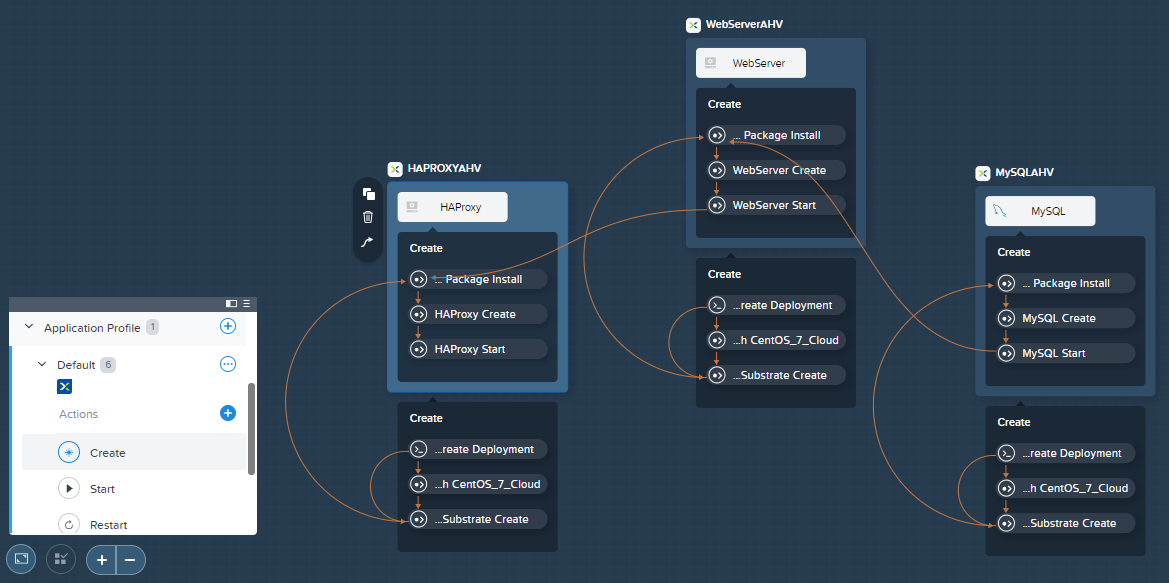 WebServerAHV
WebServer
Create
... Package Install
WebServer Create
WebServer Start
Create
...reate Deployment
...h CentOS_7_Cloud
...Substrate Create
HAPROXYAHV
HAProxy
Create
... Package Install
HAProxy Create
HAProxy Start
Create
...reate Deployment
...h CentOS_7_Cloud
...Substrate Create
MySQLAHV
MySQL
Create
... Package Install
MySQL Create
MySQL Start
Create
...reate Deployment
...h CentOS_7_Cloud
...Substrate Create
Application Profile 1
Default 6
Actions
Create
Start
Restart